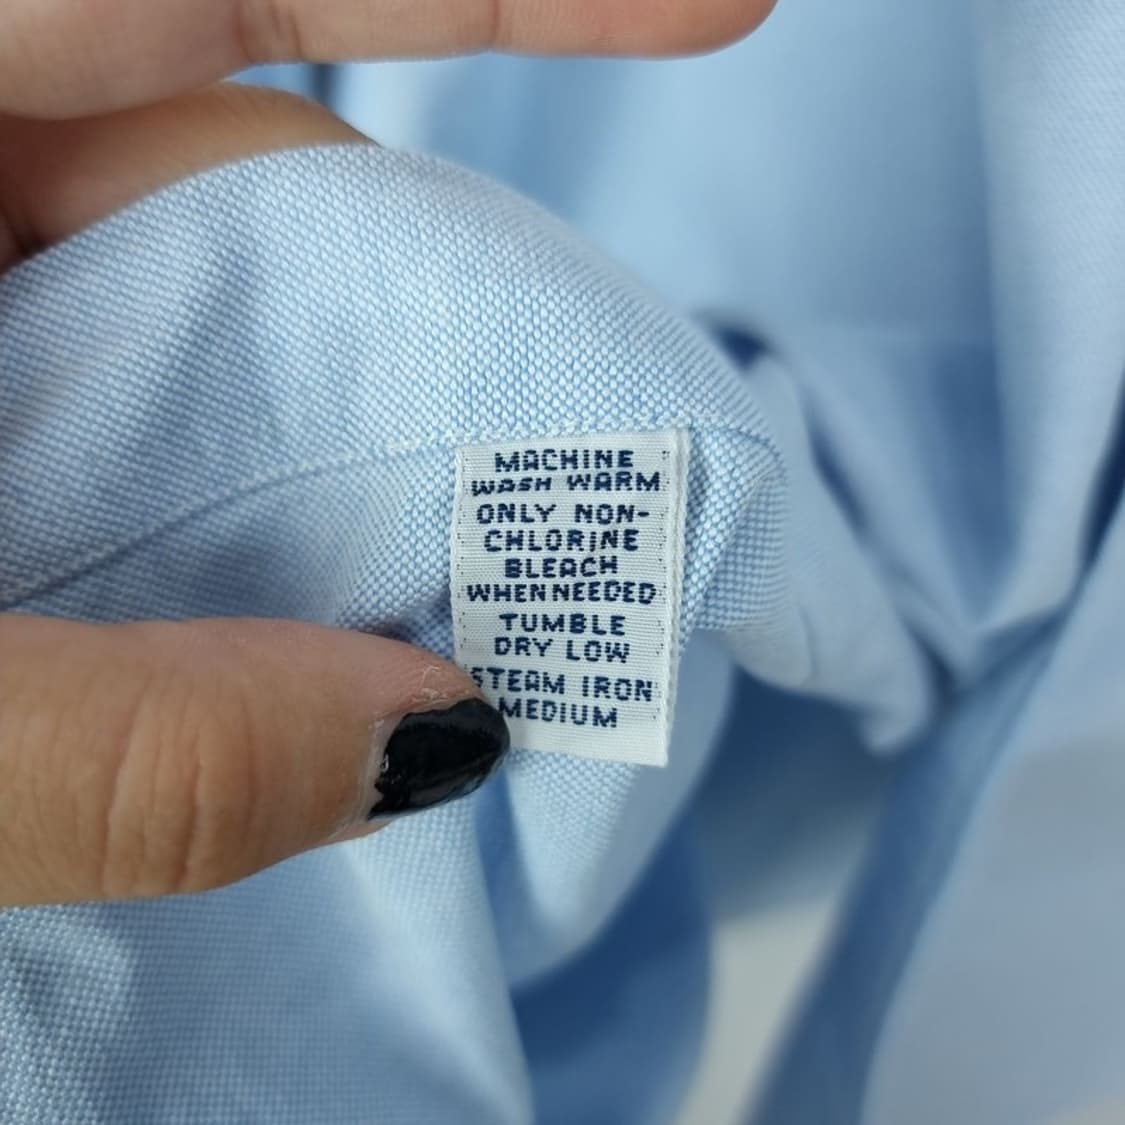 MACHINE
WASH WARM
ONLY NON-
CHLORINE
BLEACH
WHEN NEEDED
TUMBLE
DRY LOW
STEAM IRON
MEDIUM